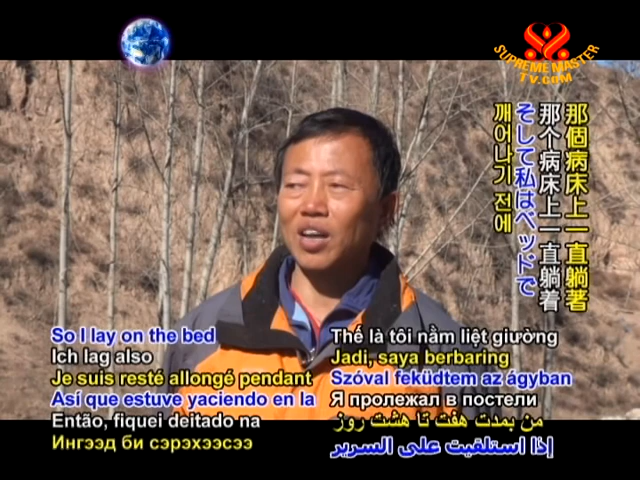 SUPREME MASTER
TV.COM
那個病床上一直躺著
那个病床上一直躺着
そして私はベッドで
깨어나기 전에
So I lay on the bed
Ich lag also
Je suis resté allongé pendant
Así que estuve yaciendo en la
Então, fiquei deitado na
Ингээд би сэрэхээсээ
Thế là tôi nằm liệt giường
Jadi, saya berbaring
Szóval feküdtem az ágyban
Я пролежал в постели
من بمدت هفت تا هشت روز
إذا استلقيت على السرير